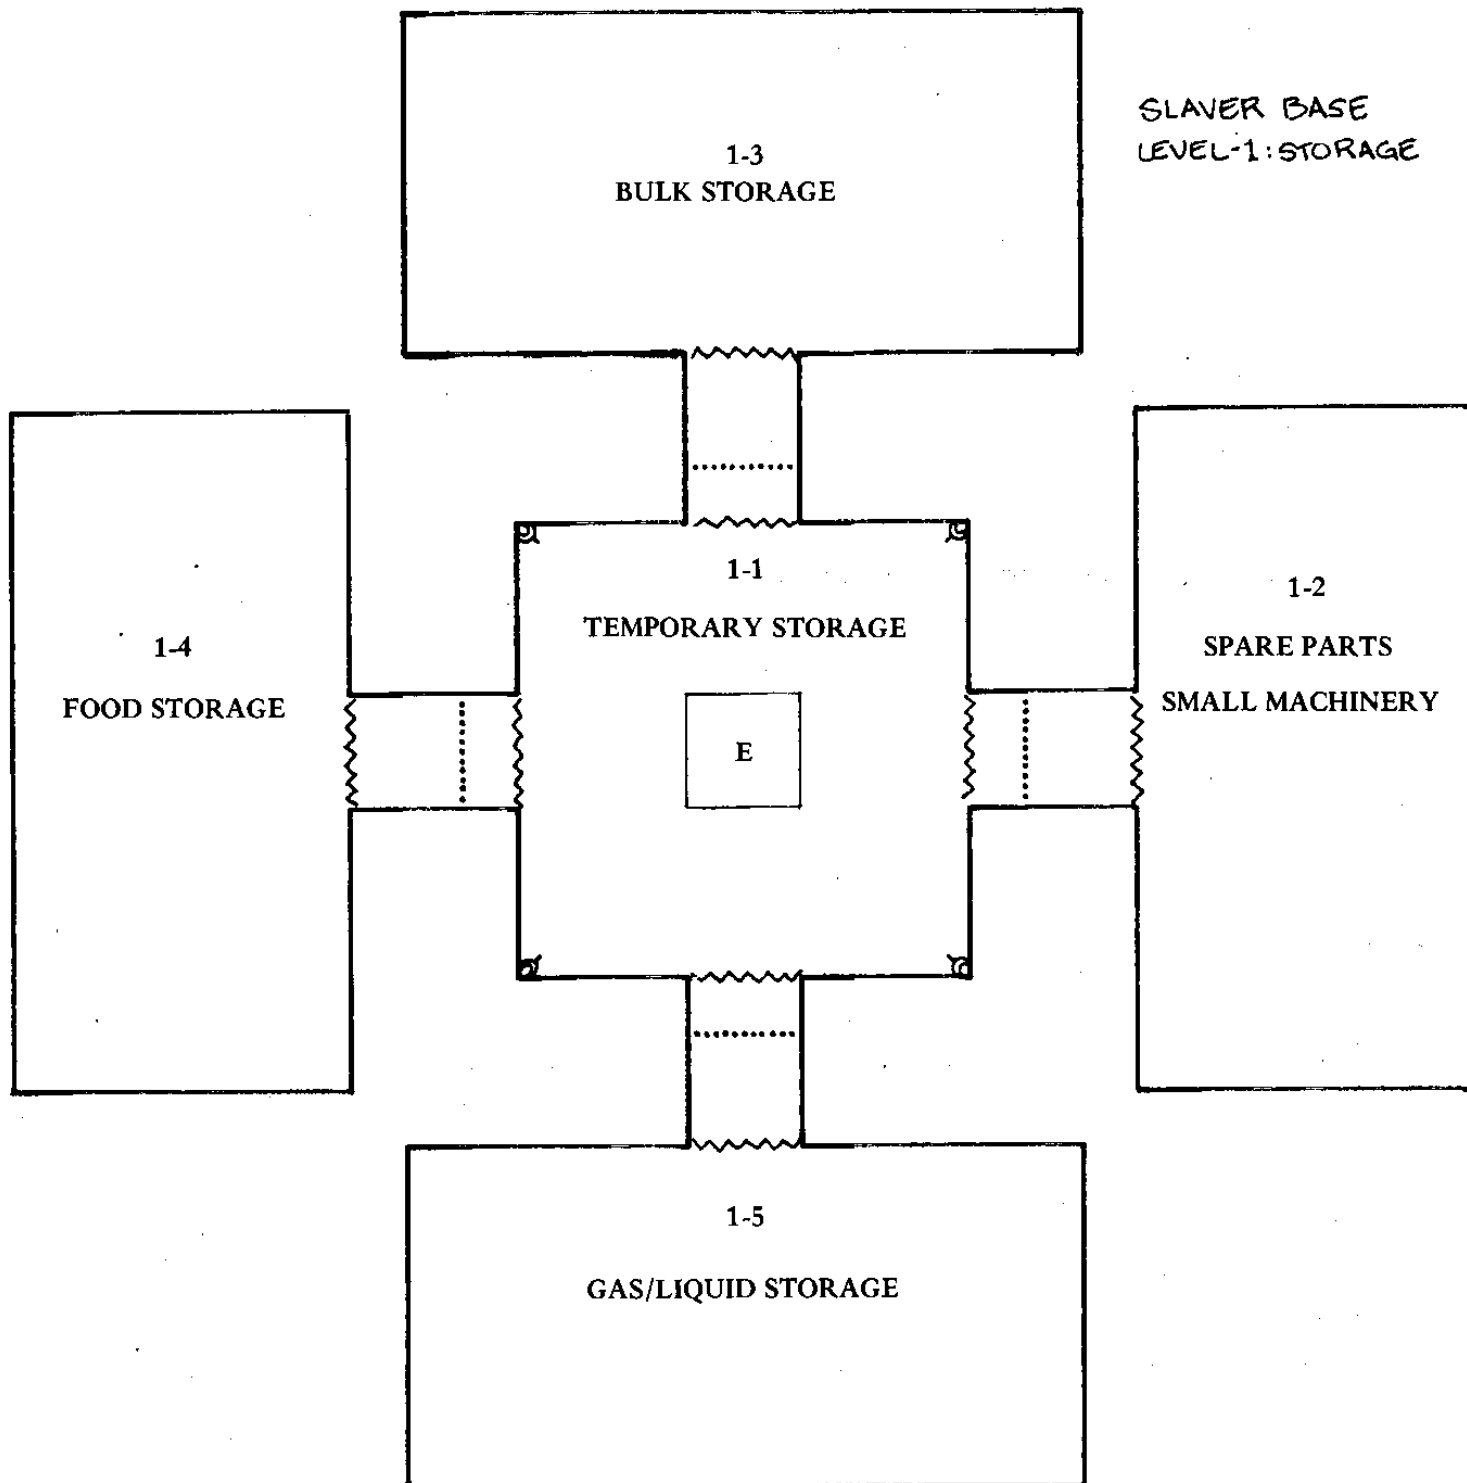 SLAVER BASE
LEVEL-1: STORAGE
1-3
BULK STORAGE
1-1
TEMPORARY STORAGE
E
1-2
SPARE PARTS
SMALL MACHINERY
1-4
FOOD STORAGE
1-5
GAS/LIQUID STORAGE